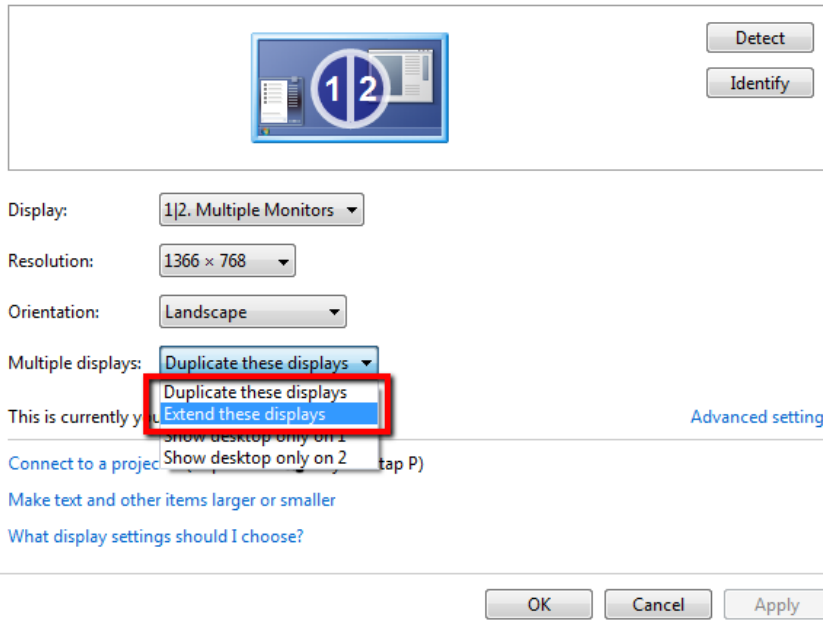 1 2
Detect
Identify
Display: 1|2. Multiple Monitors
Resolution: 1366 × 768
Orientation: Landscape
Multiple displays: Duplicate these displays
Duplicate these displays
Extend these displays
This is currently yo
Advanced setting
Show desktop only on 1
Show desktop only on 2
Connect to a projec tap P)
Make text and other items larger or smaller
What display settings should I choose?
OK Cancel Apply